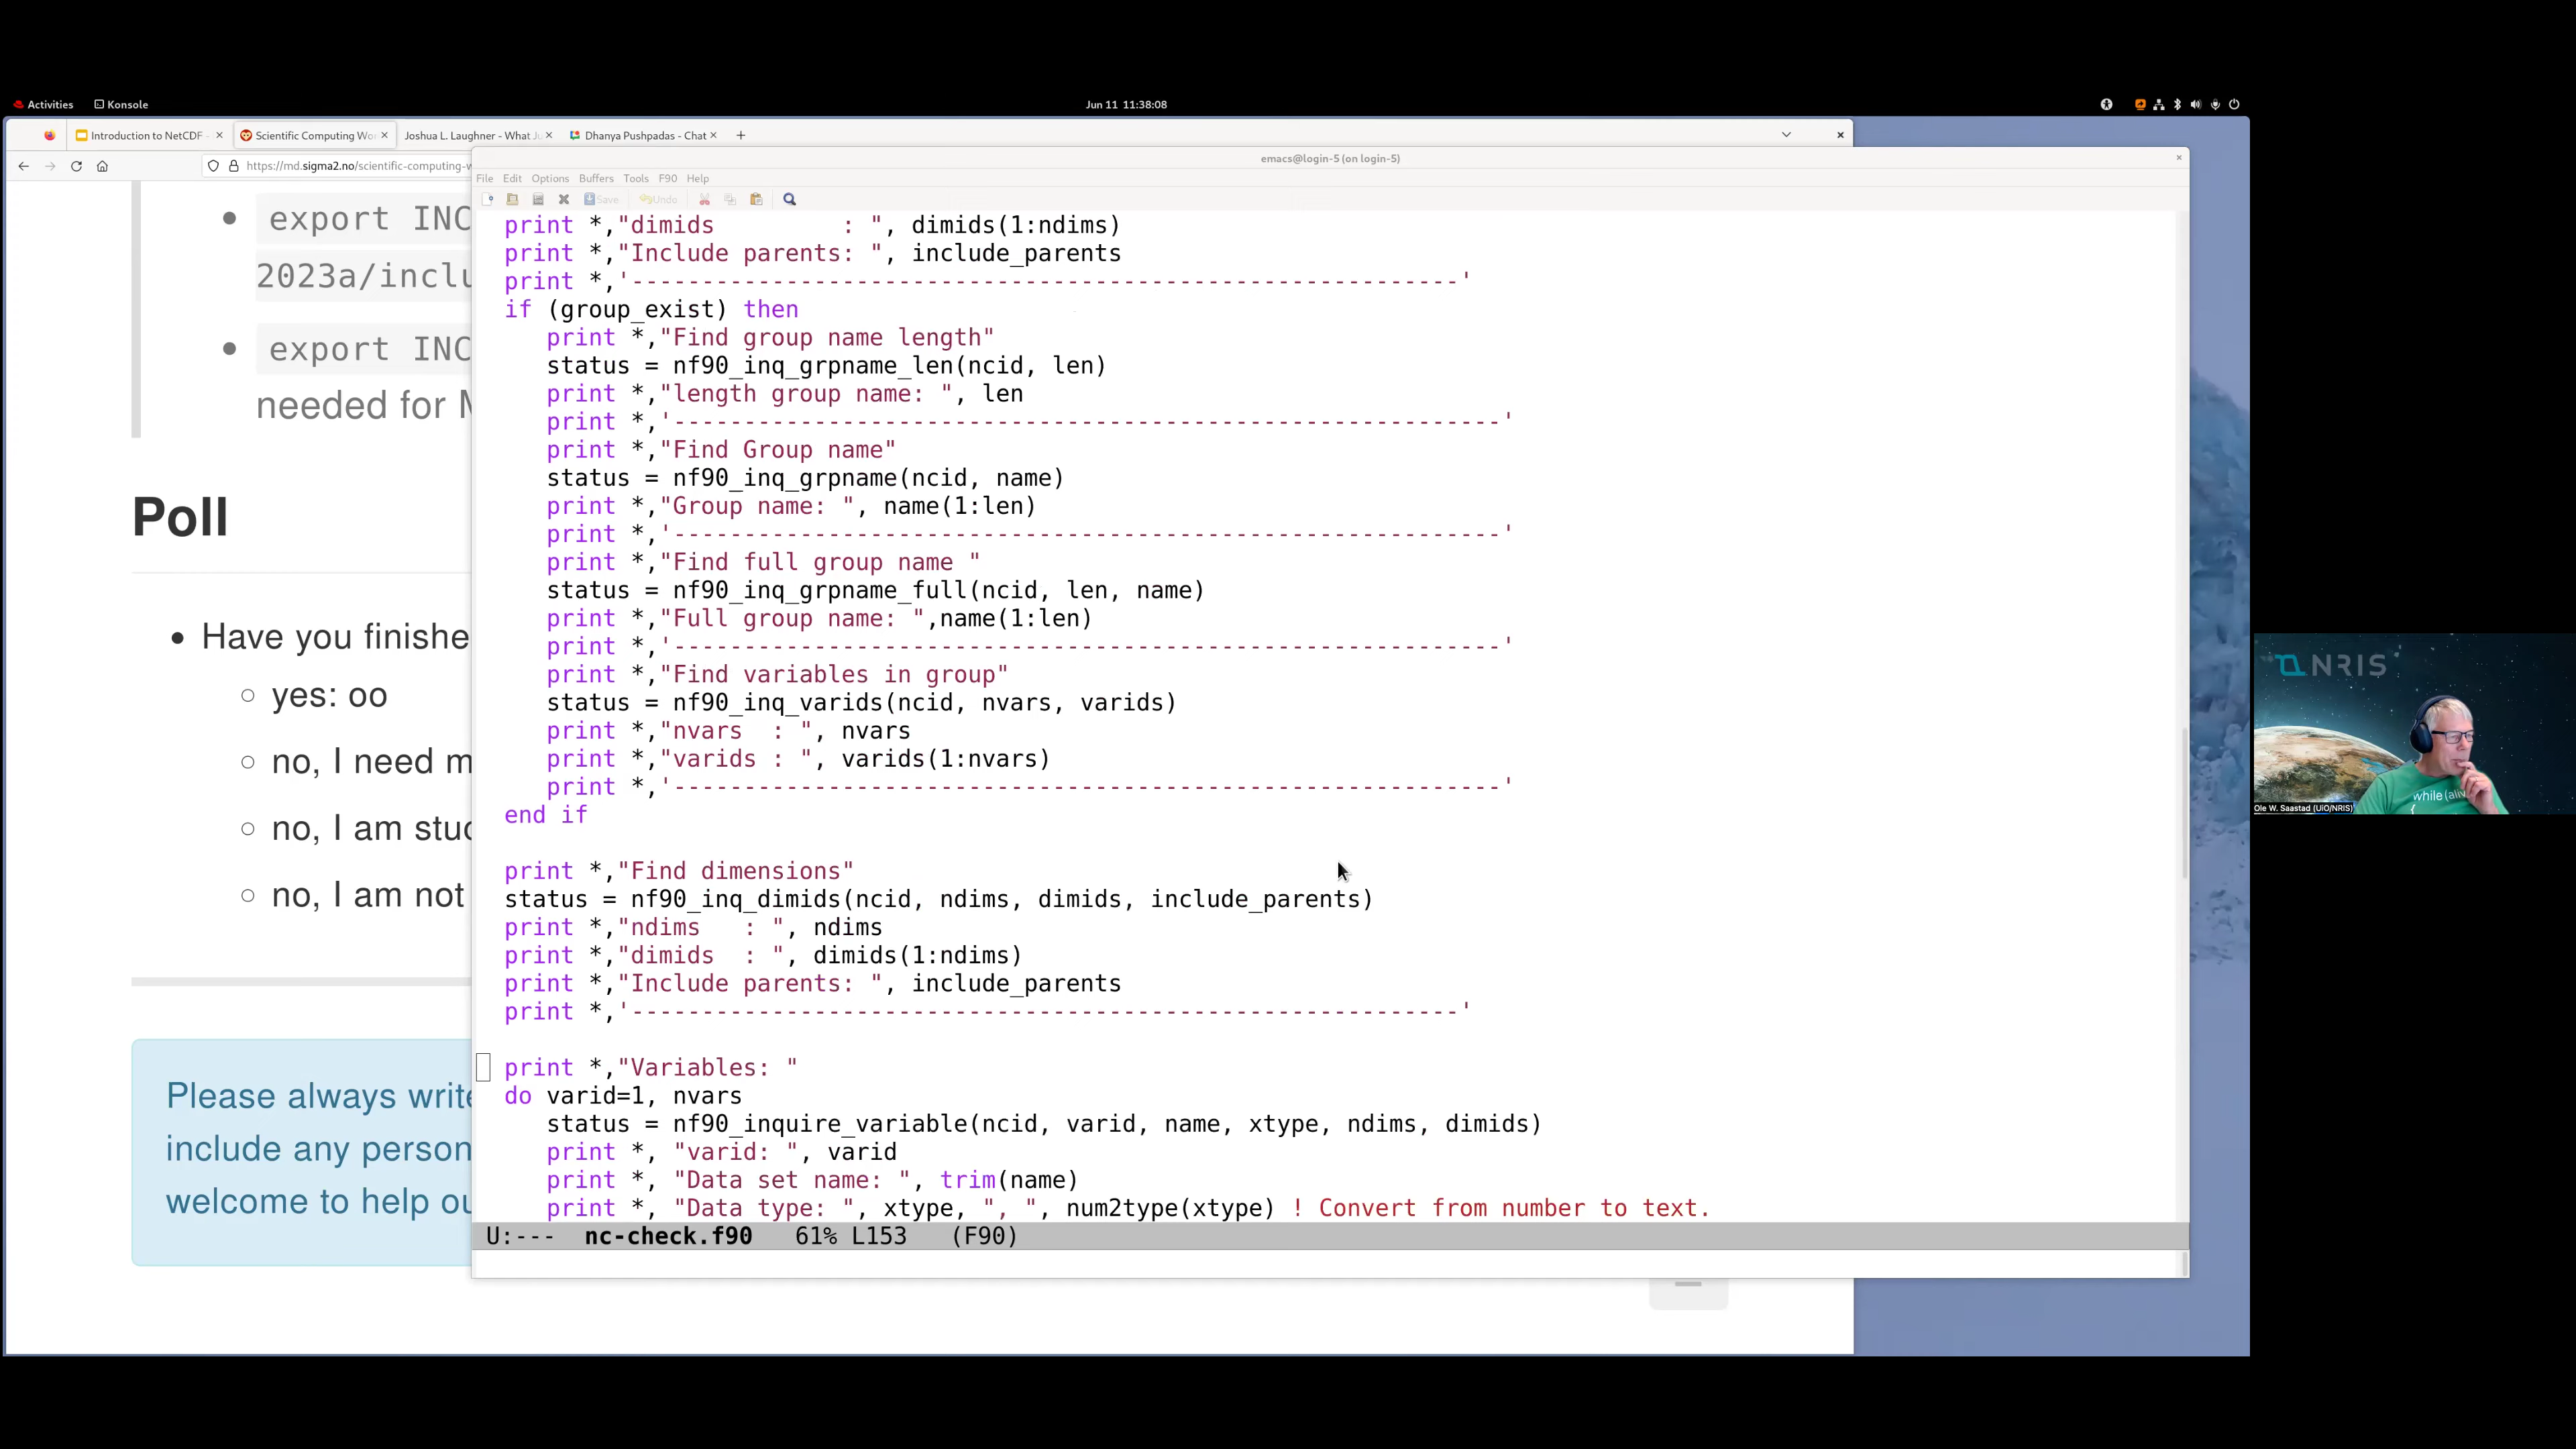 Activities Konsole Jun 11 11:38:08
Introduction to NetCDF - × Scientific Computing Wo × Joshua L. Laughner - What Ju × Dhanya Pushpadas - Chat × +
https://md.sigma2.no/scientific-computing-w
export INC
2023a/inclu
export INC
needed for M
Poll
Have you finishe
yes: oo
no, I need m
no, I am stuc
no, I am not
Please always write
include any person
welcome to help ou
emacs@login-5 (on login-5)
File Edit Options Buffers Tools F90 Help
Save Undo
print *,"dimids         : ", dimids(1:ndims)
print *,"Include parents: ", include_parents
print *,'-----------------------------------------------------------'
if (group_exist) then
print *,"Find group name length"
status = nf90_inq_grpname_len(ncid, len)
print *,"length group name: ", len
print *,'-----------------------------------------------------------'
print *,"Find Group name"
status = nf90_inq_grpname(ncid, name)
print *,"Group name: ", name(1:len)
print *,'-----------------------------------------------------------'
print *,"Find full group name "
status = nf90_inq_grpname_full(ncid, len, name)
print *,"Full group name: ",name(1:len)
print *,'-----------------------------------------------------------'
print *,"Find variables in group"
status = nf90_inq_varids(ncid, nvars, varids)
print *,"nvars  : ", nvars
print *,"varids : ", varids(1:nvars)
print *,'-----------------------------------------------------------'
end if
print *,"Find dimensions"
status = nf90_inq_dimids(ncid, ndims, dimids, include_parents)
print *,"ndims   : ", ndims
print *,"dimids  : ", dimids(1:ndims)
print *,"Include parents: ", include_parents
print *,'-----------------------------------------------------------'
print *,"Variables: "
do varid=1, nvars
status = nf90_inquire_variable(ncid, varid, name, xtype, ndims, dimids)
print *, "varid: ", varid
print *, "Data set name: ", trim(name)
print *, "Data type: ", xtype, ", ", num2type(xtype) ! Convert from number to text.
U:---  nc-check.f90   61% L153   (F90)
NRIS
while(aliv
{
Ole W. Saastad (UiO/NRIS)